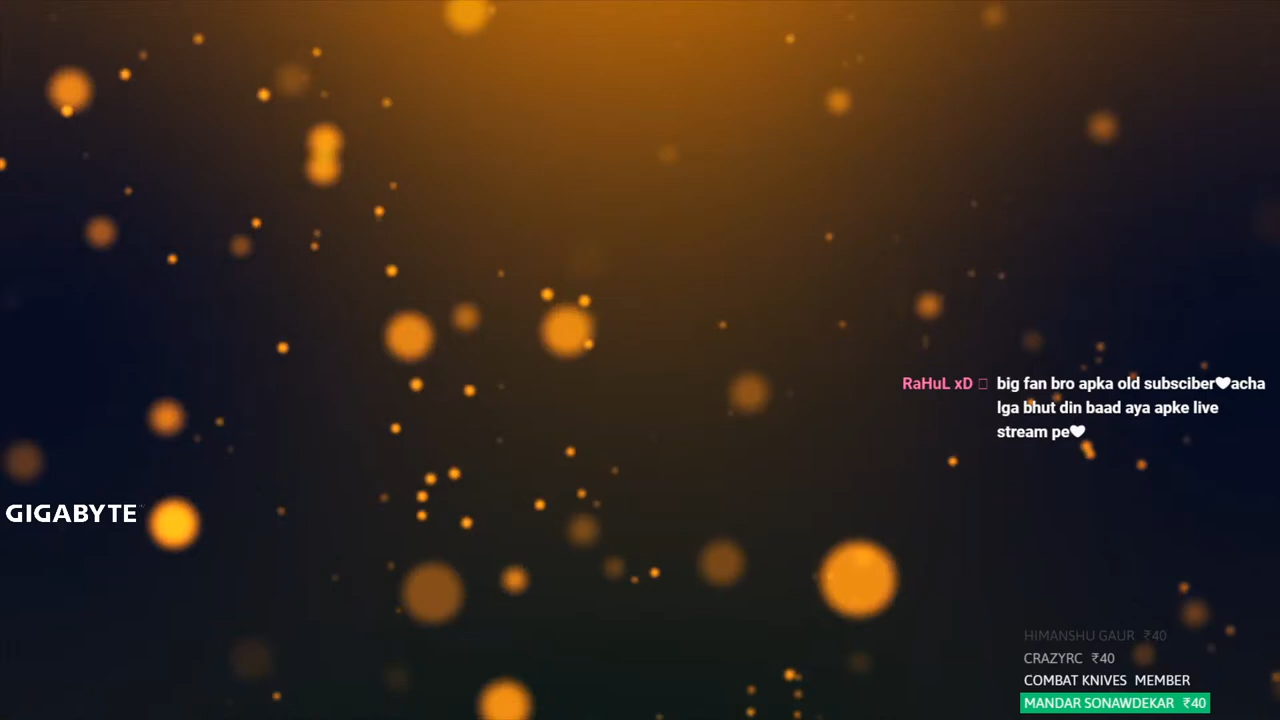 RaHuL xD big fan bro apka old subsciber🤍acha
lga bhut din baad aya apke live
stream pe🤍
GIGABYTE
HIMANSHU GAUR ₹40
CRAZYRC ₹40
COMBAT KNIVES MEMBER
MANDAR SONAWDEKAR ₹40